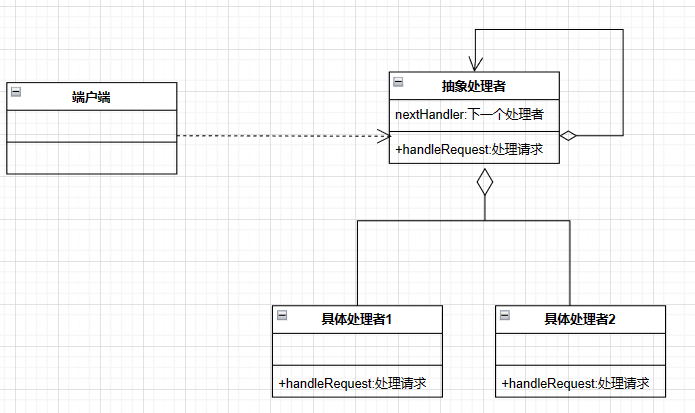 端户端
抽象处理者
nextHandler:下一个处理者
+handleRequest:处理请求
具体处理者1
+handleRequest:处理请求
具体处理者2
+handleRequest:处理请求